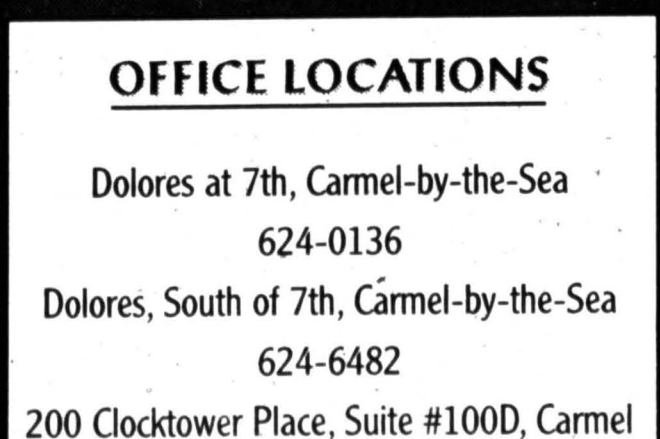 OFFICE LOCATIONS
Dolores at 7th, Carmel-by-the-Sea
624-0136
Dolores, South of 7th, Carmel-by-the-Sea
624-6482
200 Clocktower Place, Suite #100D, Carmel